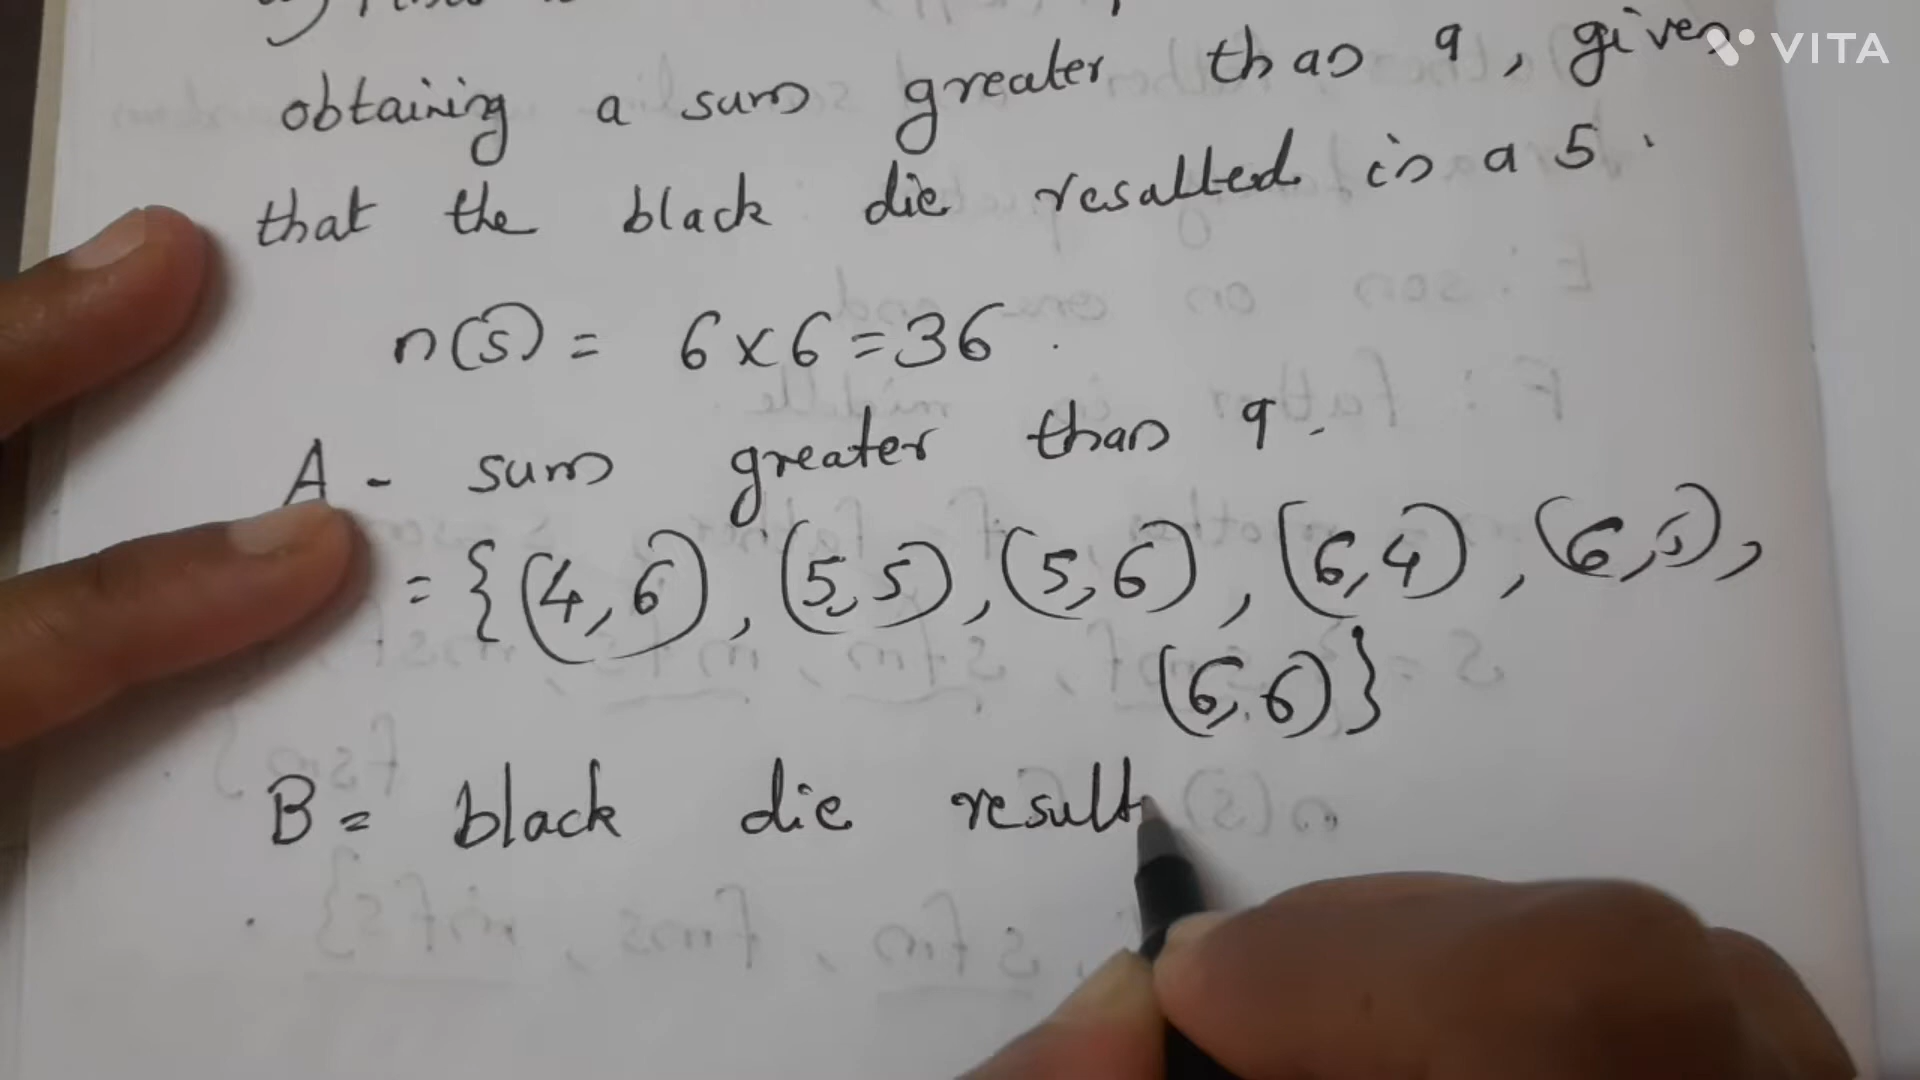 VITA
obtaining a sum greater than 9, given
that the black die resalted in a 5.
n(s) = 6×6=36.
A - sum greater than 9.
= {(4,6), (5,5), (5,6), (6,4), (6,5),
(6,6)}
B = black die result